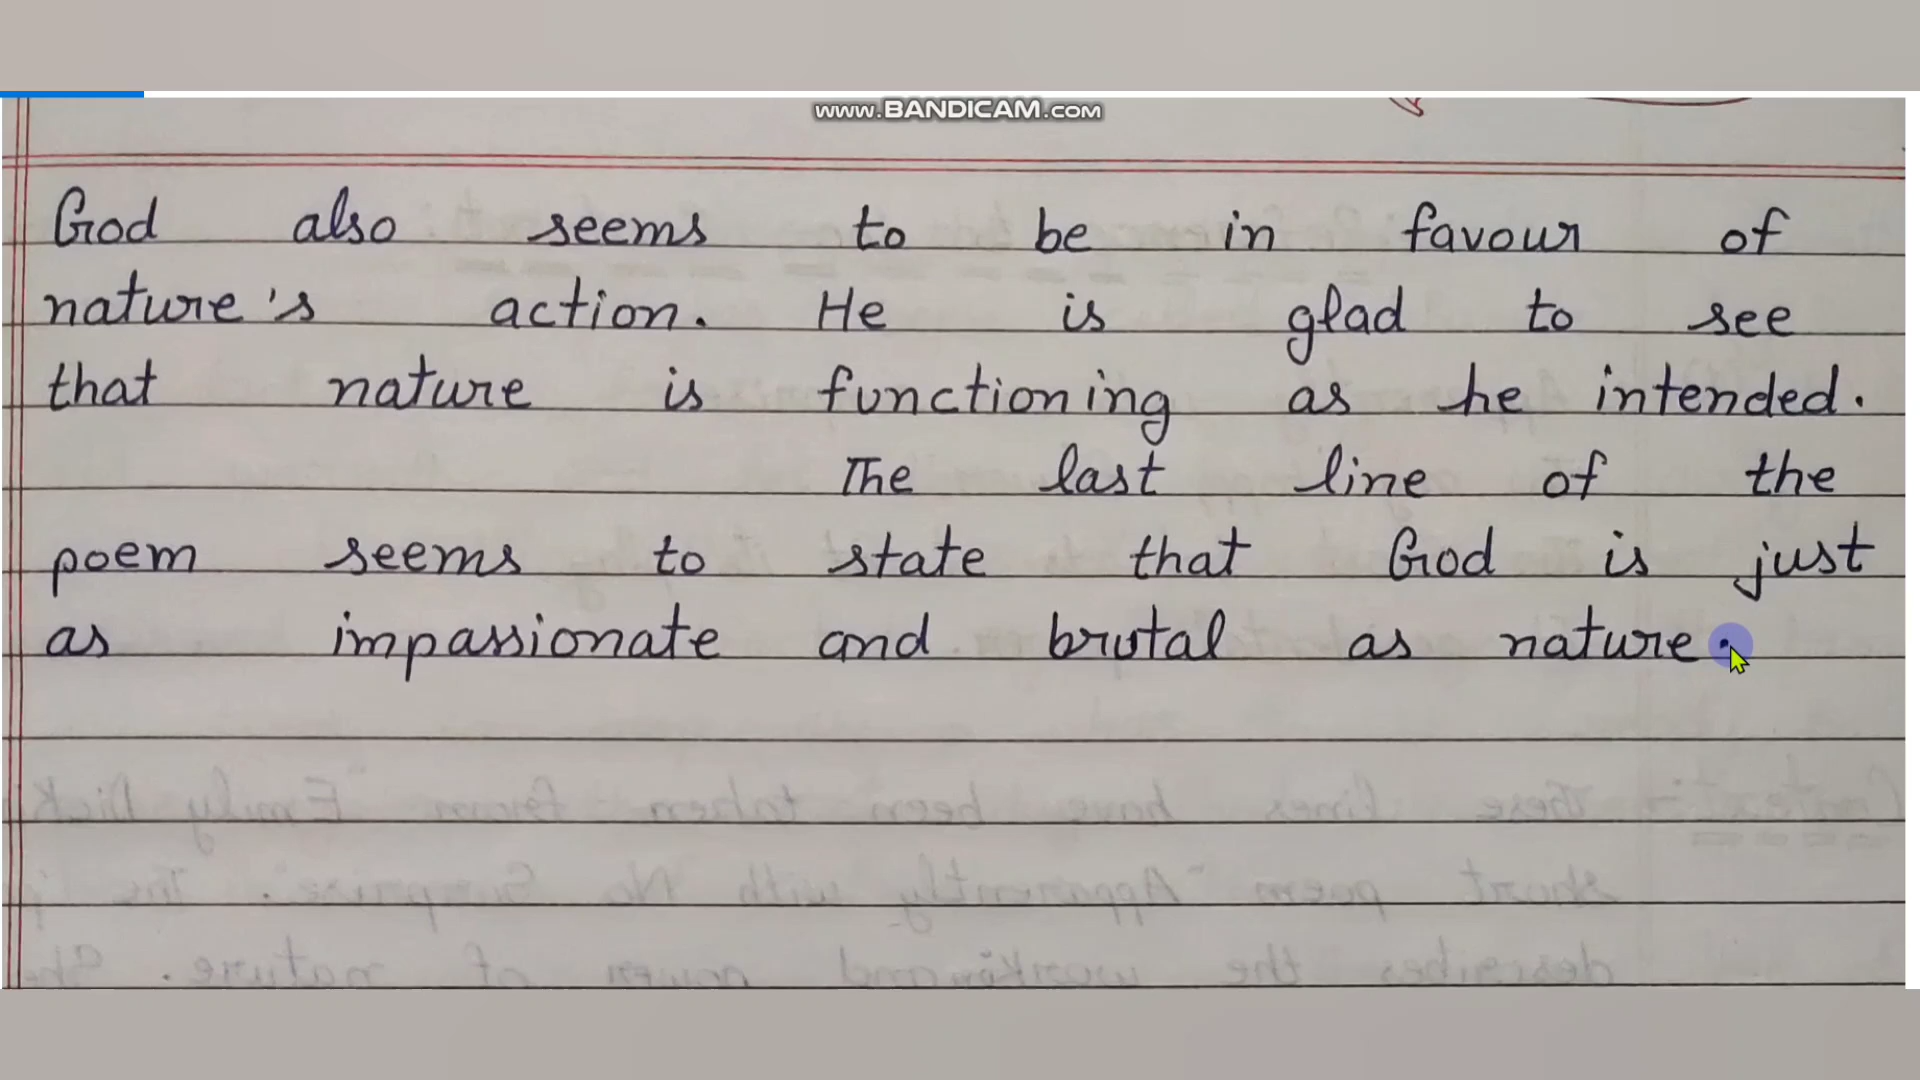 www.BANDICAM.com
God also seems to be in favour of
nature's action. He is glad to see
that nature is functioning as he intended.
The last line of the
poem seems to state that God is just
as impassionate and brutal as nature.